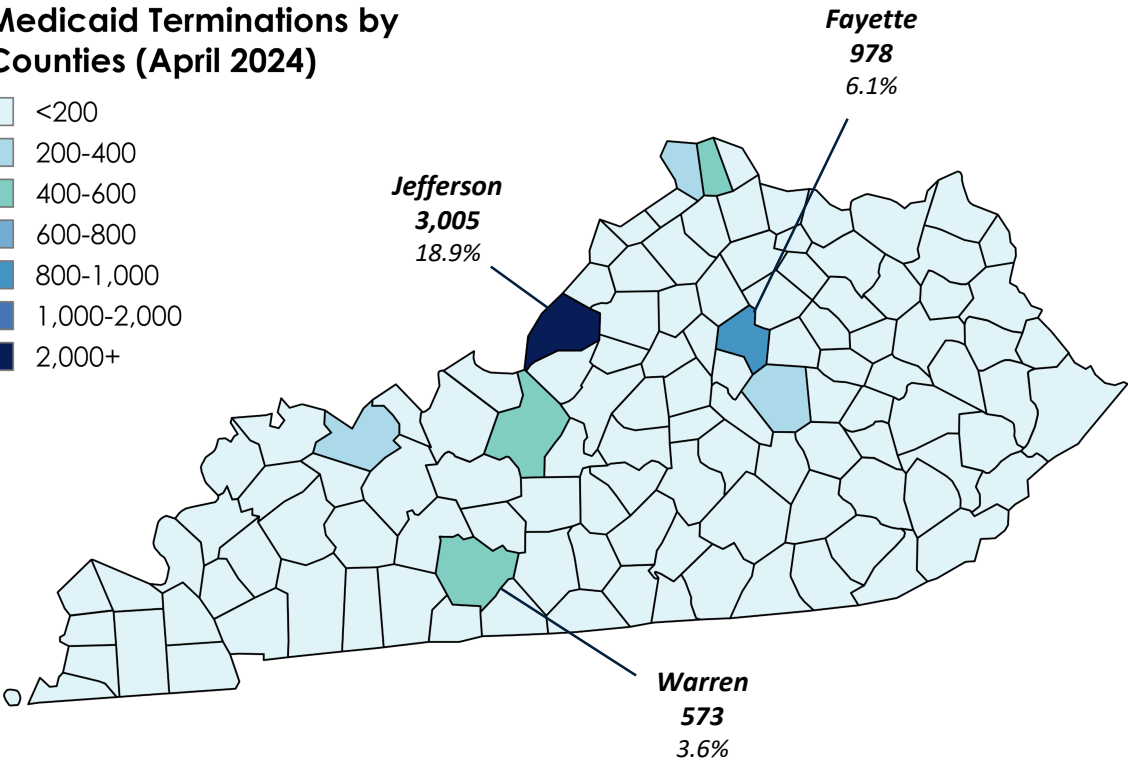 Medicaid Terminations by
Counties (April 2024)
<200
200-400
400-600
600-800
800-1,000
1,000-2,000
2,000+
Jefferson
3,005
18.9%
Fayette
978
6.1%
Warren
573
3.6%